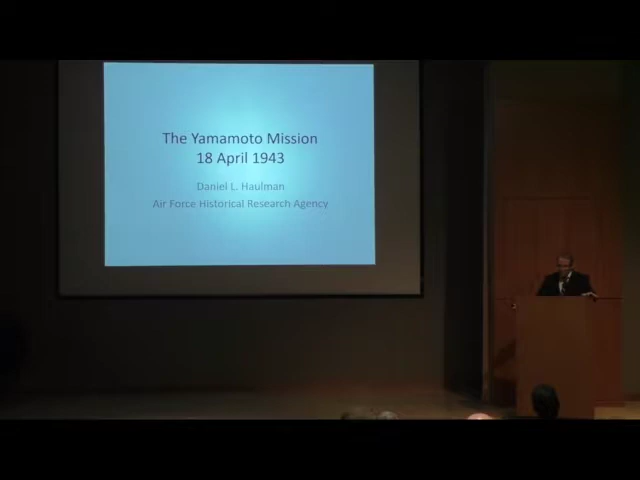 The Yamamoto Mission
18 April 1943
Daniel L. Haulman
Air Force Historical Research Agency